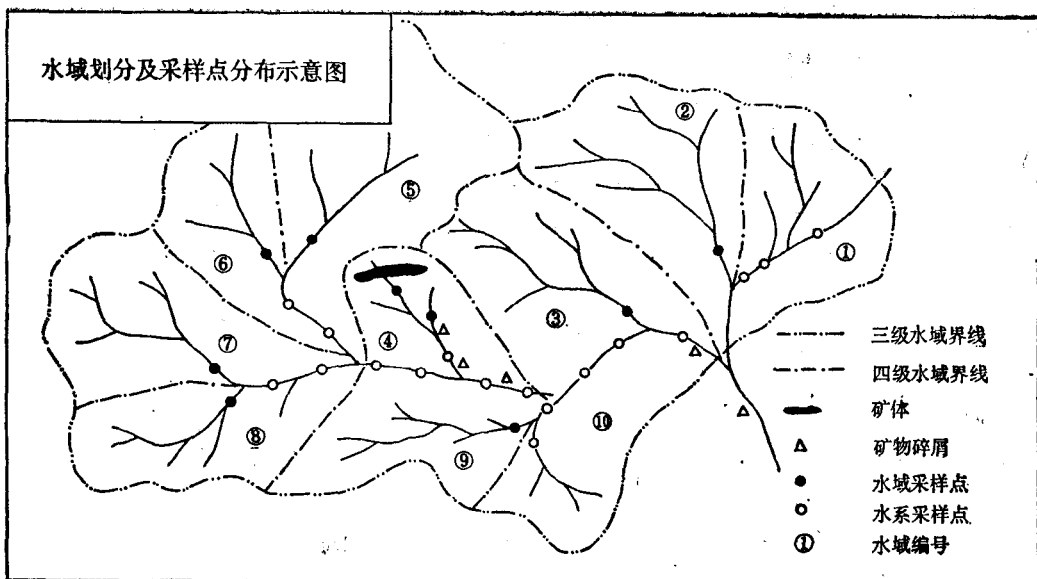 水域划分及采样点分布示意图
②
⑤
①
⑥
③
④
⑦
⑩
⑧
⑨
三级水域界线
四级水域界线
矿体
矿物碎屑
水域采样点
水系采样点
① 水域编号